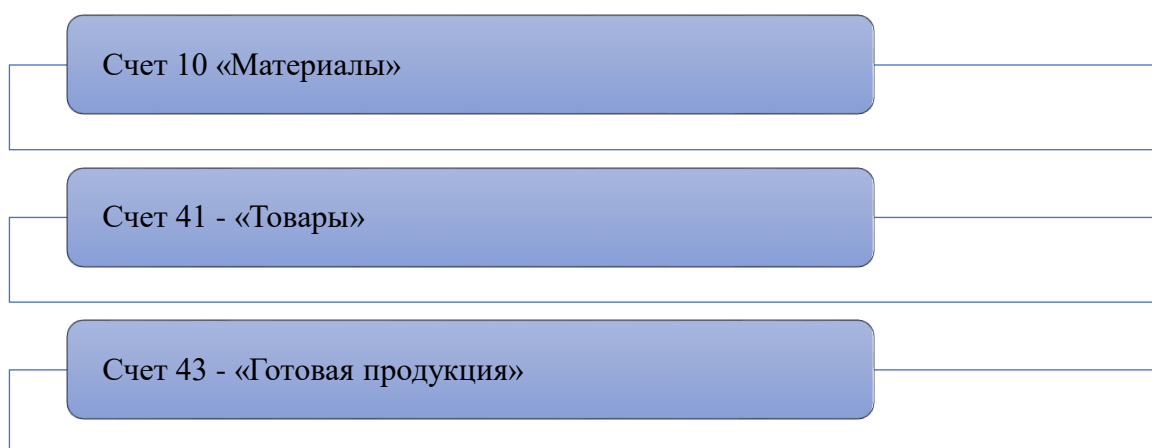 Счет 10 «Материалы»
Счет 41 - «Товары»
Счет 43 - «Готовая продукция»